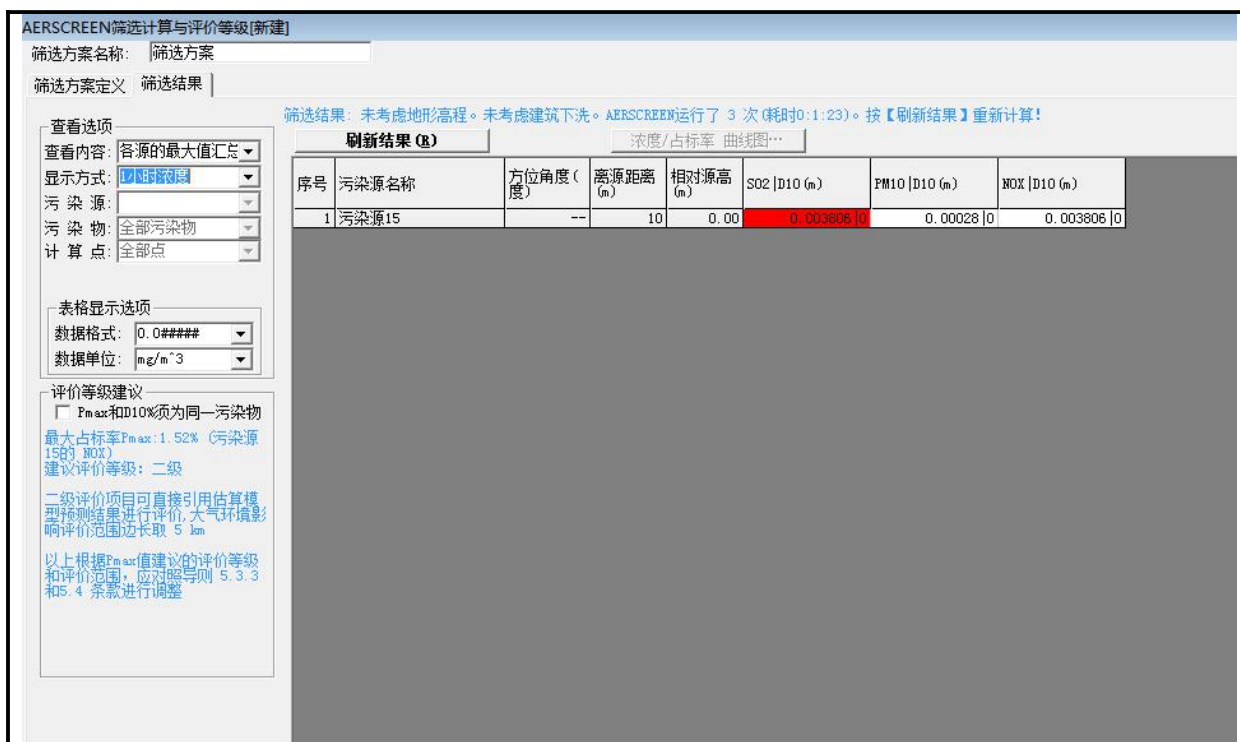 AERSCREEN筛选计算与评价等级[新建]
筛选方案名称: 筛选方案
筛选方案定义 筛选结果
筛选结果: 未考虑地形高程。未考虑建筑下洗。AERSCREEN运行了 3 次(耗时0:1:23)。按【刷新结果】重新计算!
查看选项
查看内容: 各源的最大值汇总
显示方式: 1小时浓度
污 染 源:
污 染 物: 全部污染物
计 算 点: 全部点
表格显示选项
数据格式: 0.0#####
数据单位: mg/m^3
评价等级建议
Pmax和D10%须为同一污染物
最大占标率Pmax:1.52% (污染源
15的 NOX)
建议评价等级: 二级
二级评价项目可直接引用估算模
型预测结果进行评价,大气环境影
响评价范围边长取 5 km
以上根据Pmax值建议的评价等级
和评价范围, 应对照导则 5.3.3
和5.4 条款进行调整
刷新结果(R) 浓度/占标率 曲线图…
序号 污染源名称 方位角度(度) 离源距离(m) 相对源高(m) SO2|D10(m) PM10|D10(m) NOX|D10(m)
1 污染源15 -- 10 0.00 0.003806|0 0.00028|0 0.003806|0